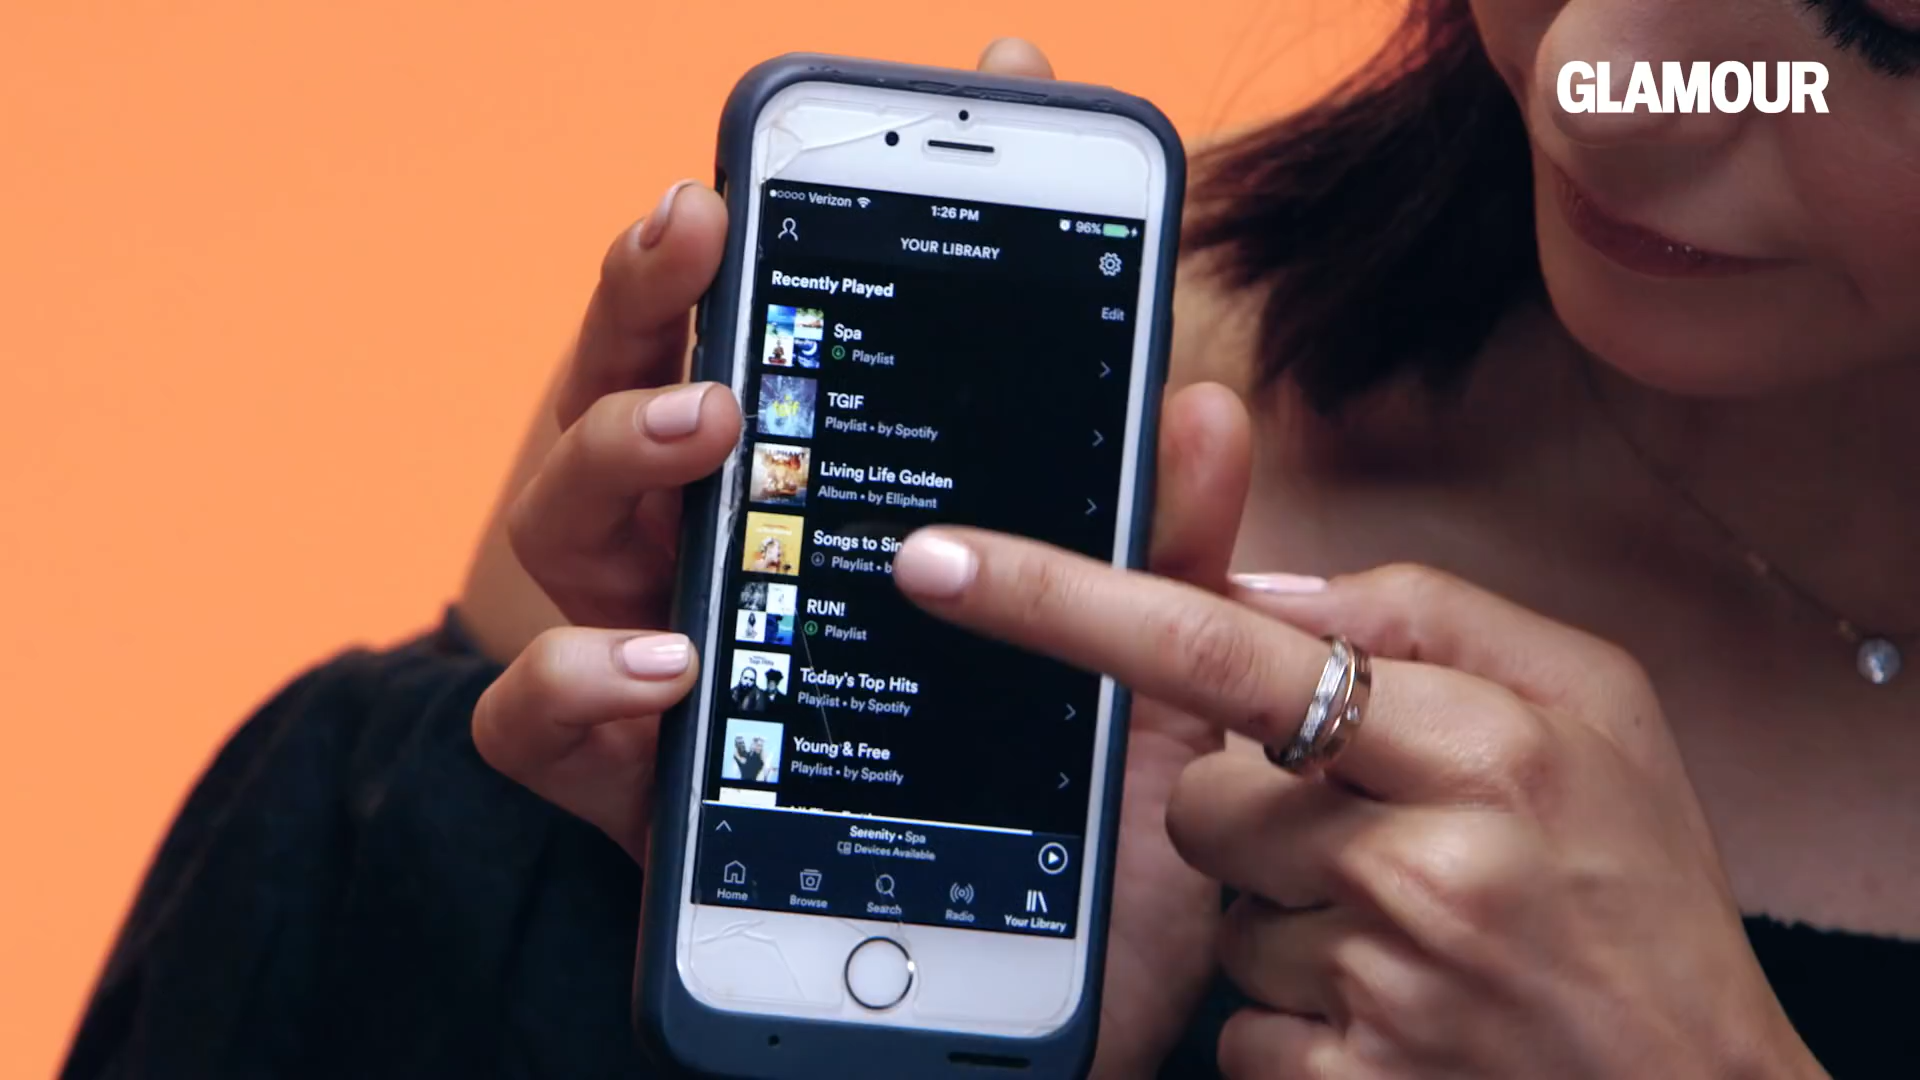 GLAMOUR
Verizon
1:26 PM
96%
YOUR LIBRARY
Recently Played
Edit
Spa
Playlist
TGIF
Playlist • by Spotify
Living Life Golden
Album • by Elliphant
Songs to
Playlist •
RUN!
Playlist
Today's Top Hits
Playlist • by Spotify
Young & Free
Playlist • by Spotify
Serenity • Spa
Devices Available
Home
Browse
Search
Radio
Your Library